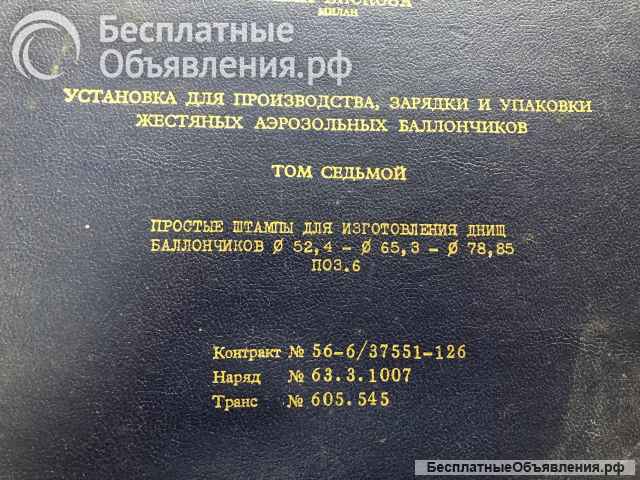 МИЛАН
Бесплатные
Объявления.рф
УСТАНОВКА ДЛЯ ПРОИЗВОДСТВА, ЗАРЯДКИ И УПАКОВКИ
ЖЕСТЯНЫХ АЭРОЗОЛЬНЫХ БАЛЛОНЧИКОВ
ТОМ СЕДЬМОЙ
ПРОСТЫЕ ШТАМПЫ ДЛЯ ИЗГОТОВЛЕНИЯ ДНИЩ
БАЛЛОНЧИКОВ Ø 52,4 - Ø 65,3 - Ø 78,85
ПОЗ.6
Контракт № 56-6/37551-126
Наряд № 63.3.1007
Транс № 605.545
БесплатныеОбъявления.рф